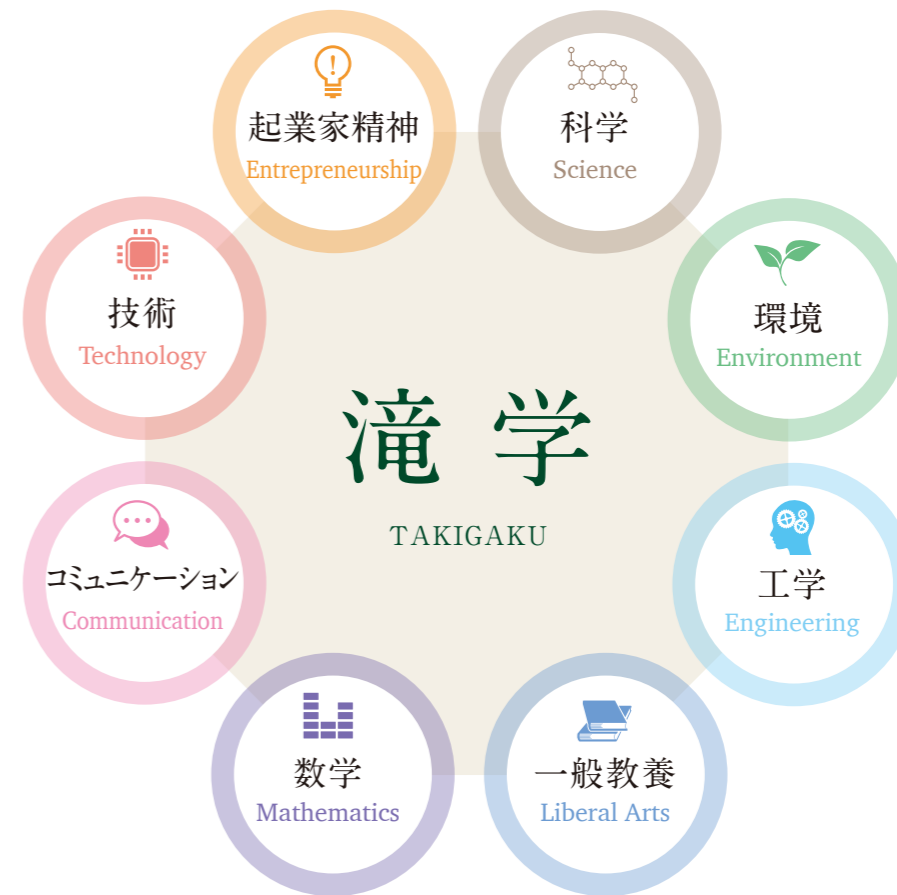 起業家精神
Entrepreneurship
科学
Science
技術
Technology
環境
Environment
滝学
TAKIGAKU
コミュニケーション
Communication
工学
Engineering
数学
Mathematics
一般教養
Liberal Arts